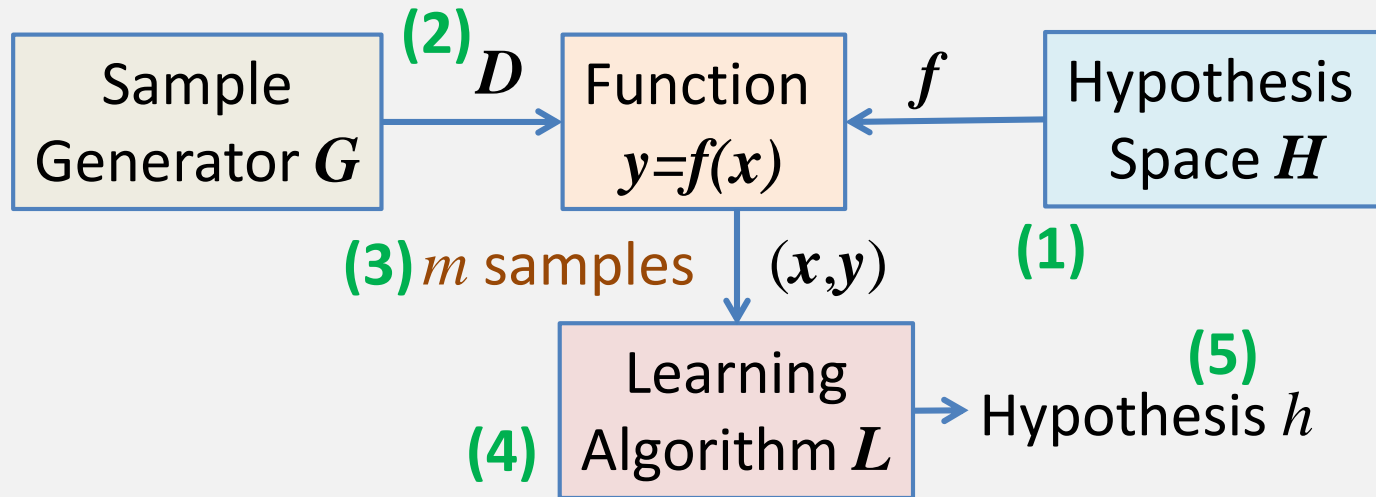 (2)
Sample
Generator G
D
Function
y=f(x)
f
Hypothesis
Space H
(1)
(3) m samples
(x,y)
Learning
Algorithm L
(4)
(5)
Hypothesis h